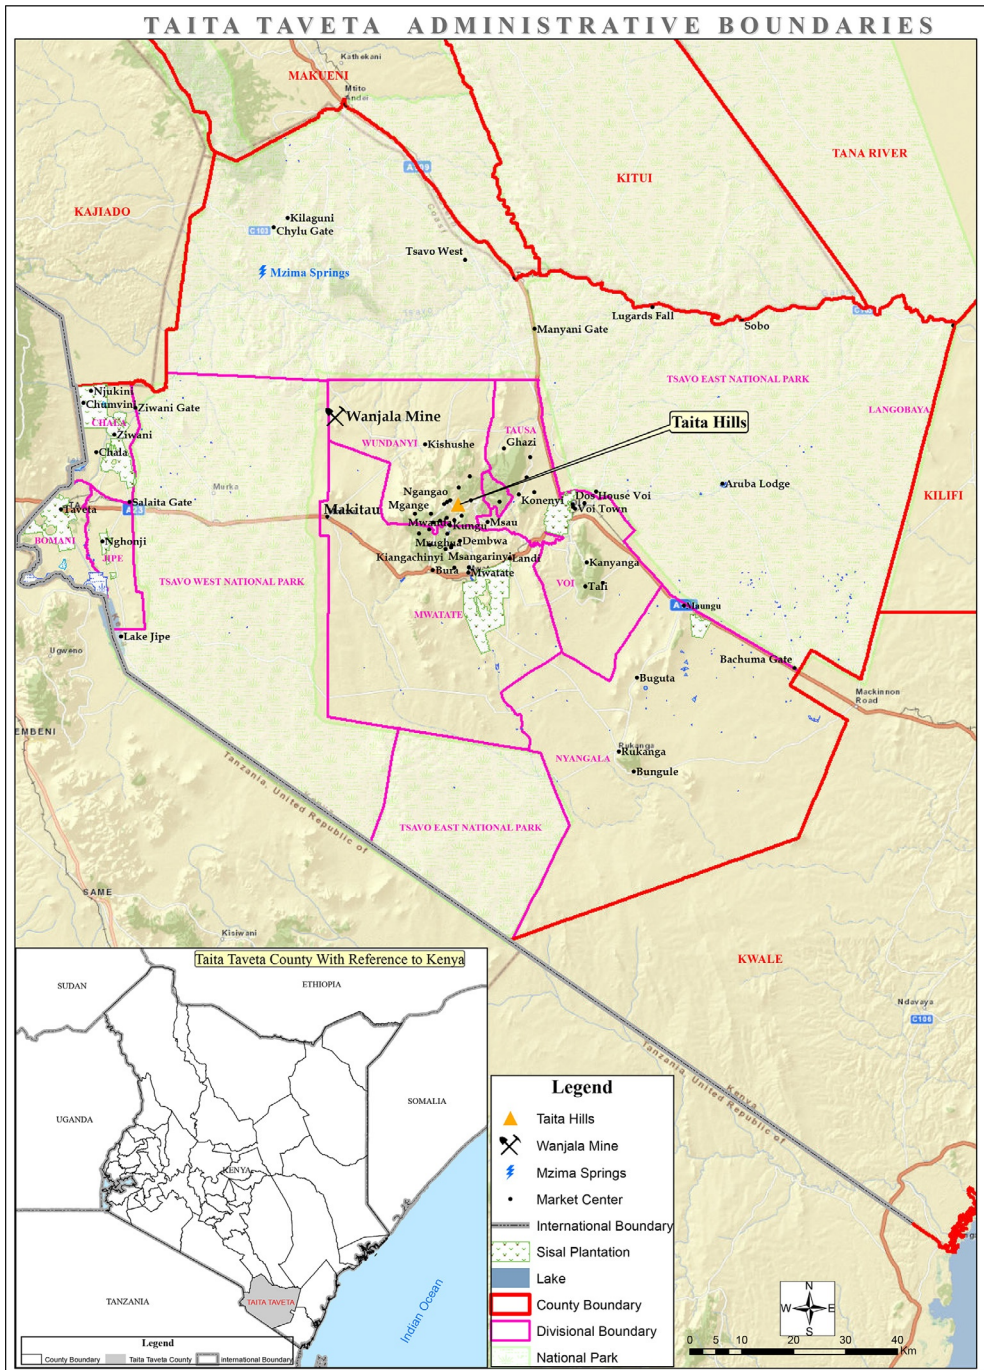 TAITA TAVETA ADMINISTRATIVE BOUNDARIES
Kathekani
MAKUENI
Mtito
Andei
TANA RIVER
KITUI
KAJIADO
Kilaguni
C103
Chylu Gate
Tsavo West
Mzima Springs
Lugards Fall
Sobo
Manyani Gate
TSAVO EAST NATIONAL PARK
LANGOBAYA
Njukini
Chumvini
Ziwani Gate
CHALA
Ziwani
Chala
Wanjala Mine
Taita Hills
WUNDANYI
Kishushe
TAUSA
Ghazi
Murka
Aruba Lodge
KILIFI
Ngangao
Konenyi
Dos House Voi
Voi Town
Salaita Gate
Taveta
A23
Makitau
Mgange
Kungu
Msau
BOMANI
Nghonji
JIPE
Mrughua
Dembwa
Kiangachinyi
Msangarinyi
Landi
Kanyanga
Bura
Mwatate
TSAVO WEST NATIONAL PARK
VOI
MWATATE
Maungu
Lake Jipe
Ugweno
Bachuma Gate
Buguta
Mackinnon
Road
EMBENI
Rukanga
Rukanga
NYANGALA
Bungule
Tanzania, United Republic of
TSAVO EAST NATIONAL PARK
SAME
Kisiwani
KWALE
Ndavaya
C106
Kenya
Tanzania, United Republic of
Taita Taveta County With Reference to Kenya
SUDAN
ETHIOPIA
UGANDA
SOMALIA
KENYA
TANZANIA
TAITA TAVETA
Indian Ocean
Legend
County Boundary
Taita Taveta County
International Boundary
Legend
Taita Hills
Wanjala Mine
Mzima Springs
Market Center
International Boundary
Sisal Plantation
Lake
County Boundary
Divisional Boundary
National Park
N
W
E
S
0 5 10 20 30 40
Km